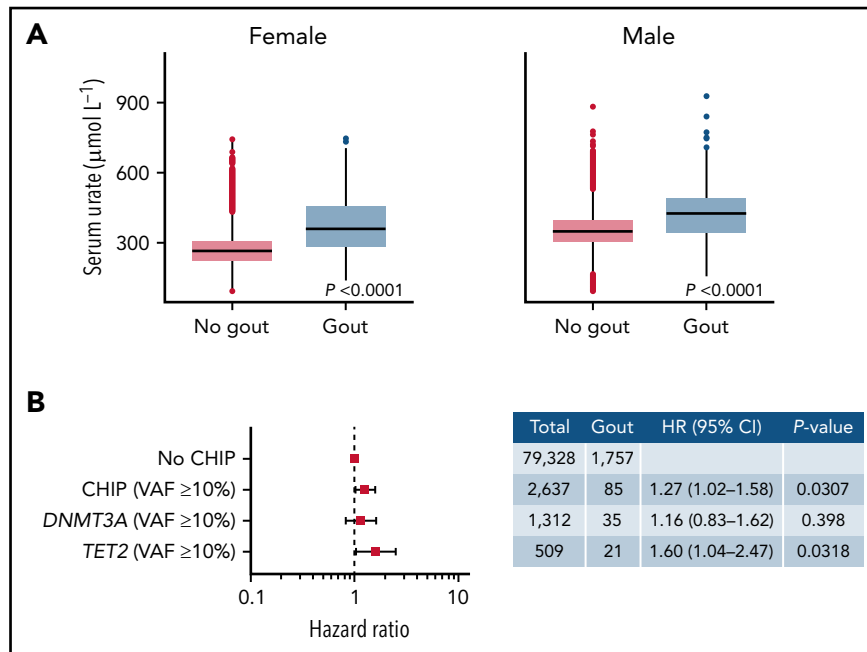 A
Female
Male
Serum urate (μmol L⁻¹)
900
600
300
P <0.0001
P <0.0001
No gout
Gout
No gout
Gout
B
No CHIP
CHIP (VAF ≥10%)
DNMT3A (VAF ≥10%)
TET2 (VAF ≥10%)
0.1
1
10
Hazard ratio
Total Gout HR (95% CI) P-value
79,328 1,757
2,637 85 1.27 (1.02–1.58) 0.0307
1,312 35 1.16 (0.83–1.62) 0.398
509 21 1.60 (1.04–2.47) 0.0318